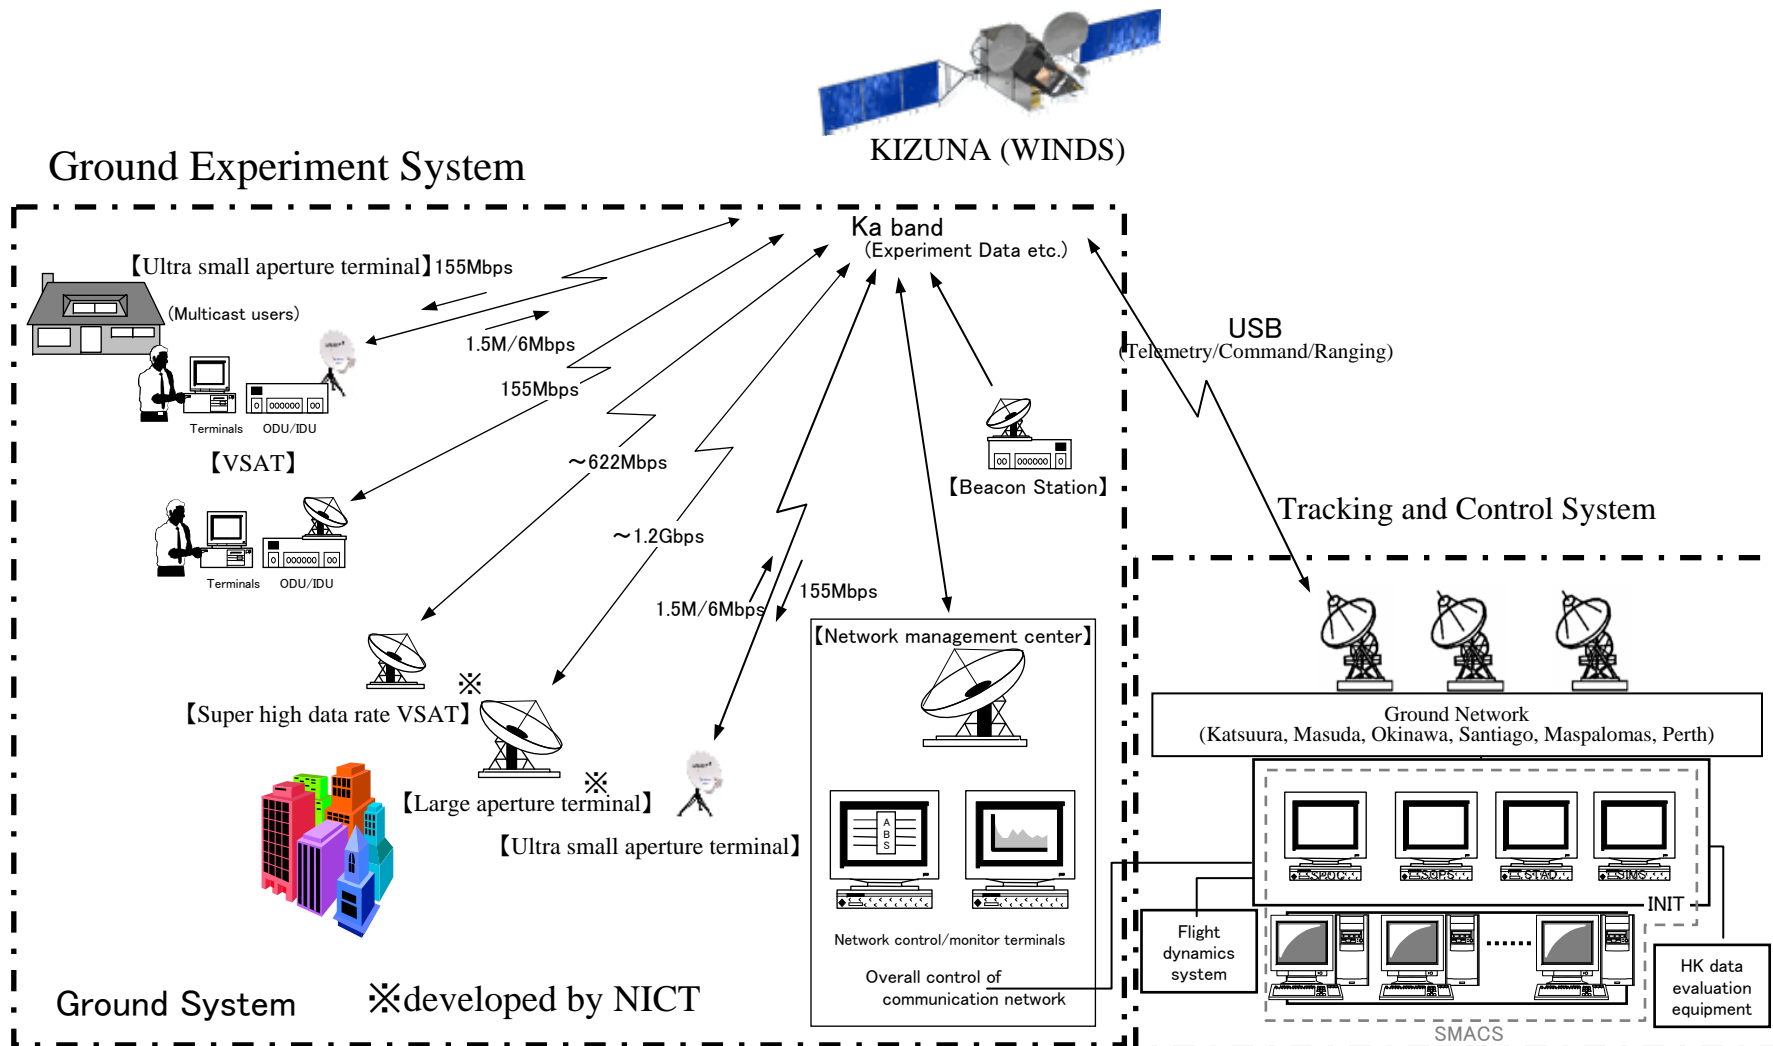 KIZUNA (WINDS)
Ground Experiment System
Ka band
(Experiment Data etc.)
【Ultra small aperture terminal】155Mbps
(Multicast users)
1.5M/6Mbps
USB
(Telemetry/Command/Ranging)
155Mbps
Terminals
ODU/IDU
【VSAT】
~622Mbps
【Beacon Station】
Tracking and Control System
~1.2Gbps
Terminals
ODU/IDU
1.5M/6Mbps
155Mbps
【Network management center】
※
【Super high data rate VSAT】
Ground Network
(Katsuura, Masuda, Okinawa, Santiago, Maspalomas, Perth)
※
【Large aperture terminal】
【Ultra small aperture terminal】
A
B
S
SPOC
SOPS
STAD
SIMS
INIT
Network control/monitor terminals
Flight
dynamics
system
Overall control of
communication network
HK data
evaluation
equipment
Ground System
※developed by NICT
SMACS